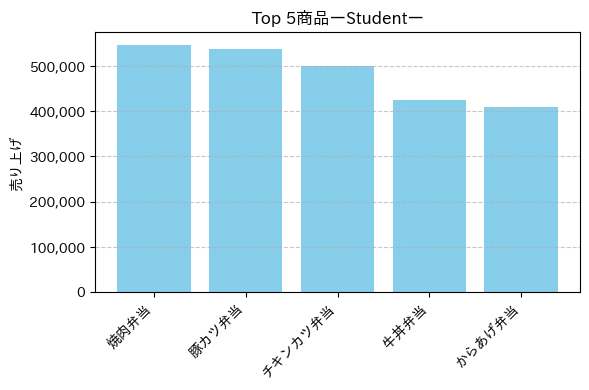 Top 5商品ーStudentー
売り上げ
500,000
400,000
300,000
200,000
100,000
0
焼肉弁当
豚カツ弁当
チキンカツ弁当
牛丼弁当
からあげ弁当